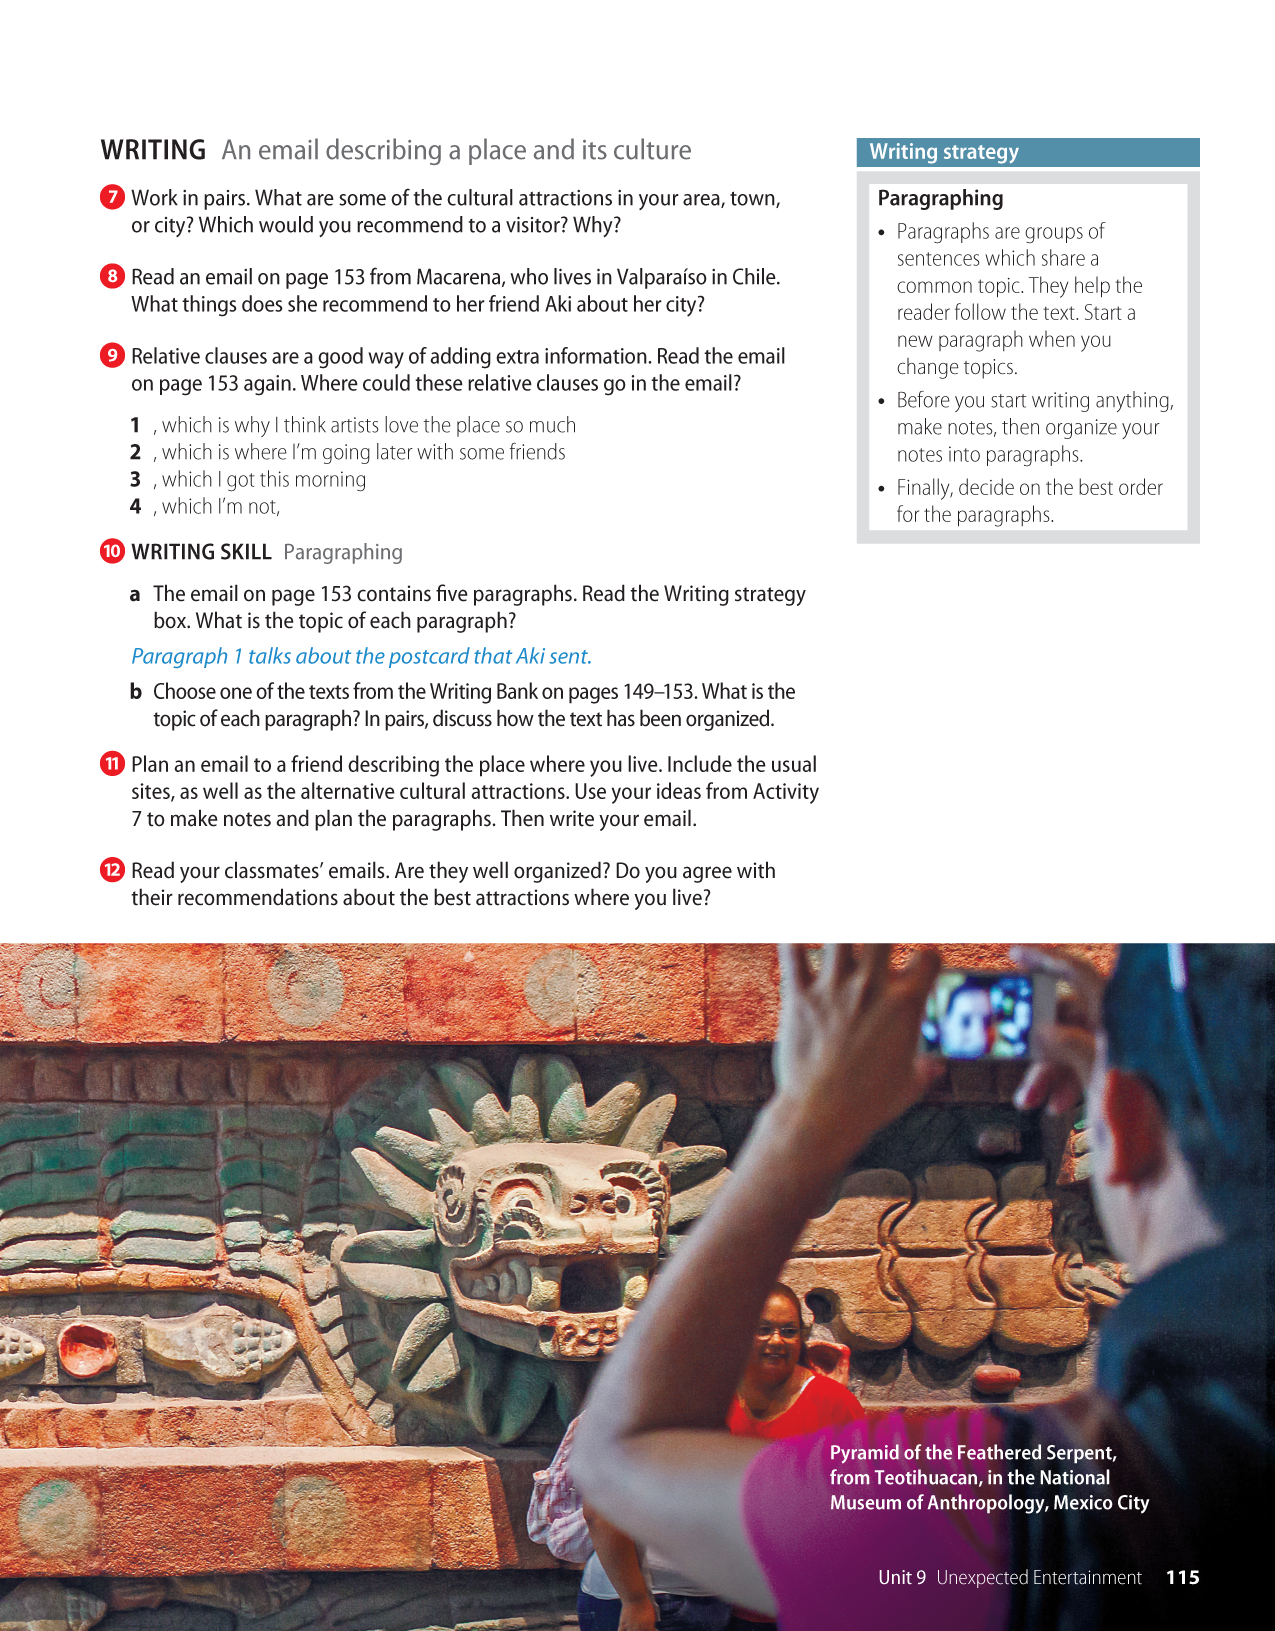 WRITING An email describing a place and its culture
7 Work in pairs. What are some of the cultural attractions in your area, town,
or city? Which would you recommend to a visitor? Why?
8 Read an email on page 153 from Macarena, who lives in Valparaíso in Chile.
What things does she recommend to her friend Aki about her city?
9 Relative clauses are a good way of adding extra information. Read the email
on page 153 again. Where could these relative clauses go in the email?
1 , which is why I think artists love the place so much
2 , which is where I’m going later with some friends
3 , which I got this morning
4 , which I’m not,
10 WRITING SKILL Paragraphing
a The email on page 153 contains five paragraphs. Read the Writing strategy
box. What is the topic of each paragraph?
Paragraph 1 talks about the postcard that Aki sent.
b Choose one of the texts from the Writing Bank on pages 149–153. What is the
topic of each paragraph? In pairs, discuss how the text has been organized.
11 Plan an email to a friend describing the place where you live. Include the usual
sites, as well as the alternative cultural attractions. Use your ideas from Activity
7 to make notes and plan the paragraphs. Then write your email.
12 Read your classmates’ emails. Are they well organized? Do you agree with
their recommendations about the best attractions where you live?
Writing strategy
Paragraphing
• Paragraphs are groups of
sentences which share a
common topic. They help the
reader follow the text. Start a
new paragraph when you
change topics.
• Before you start writing anything,
make notes, then organize your
notes into paragraphs.
• Finally, decide on the best order
for the paragraphs.
Pyramid of the Feathered Serpent,
from Teotihuacan, in the National
Museum of Anthropology, Mexico City
Unit 9 Unexpected Entertainment 115